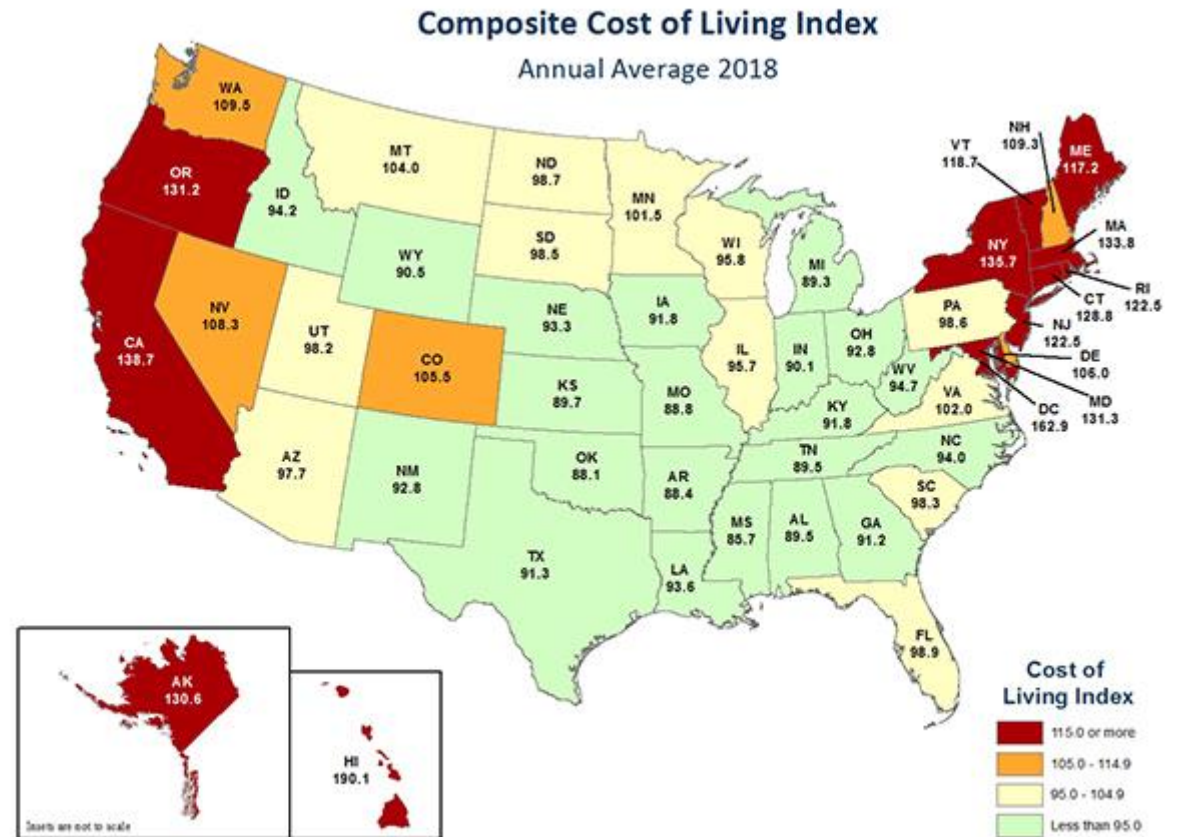 Composite Cost of Living Index
Annual Average 2018
WA
109.5
OR
131.2
CA
138.7
NV
108.3
ID
94.2
MT
104.0
WY
90.5
UT
98.2
CO
105.5
AZ
97.7
NM
92.8
ND
98.7
SD
98.5
NE
93.3
KS
89.7
OK
88.1
TX
91.3
MN
101.5
IA
91.8
MO
88.8
AR
88.4
LA
93.6
WI
95.8
IL
95.7
MI
89.3
IN
90.1
OH
92.8
KY
91.8
TN
89.5
MS
85.7
AL
89.5
GA
91.2
FL
98.9
SC
98.3
NC
94.0
VA
102.0
WV
94.7
PA
98.6
NY
135.7
VT
118.7
NH
109.3
ME
117.2
MA
133.8
RI
122.5
CT
128.8
NJ
122.5
DE
106.0
MD
131.3
DC
162.9
AK
130.6
Insets are not to scale
HI
190.1
Cost of
Living Index
115.0 or more
105.0 - 114.9
95.0 - 104.9
Less than 95.0